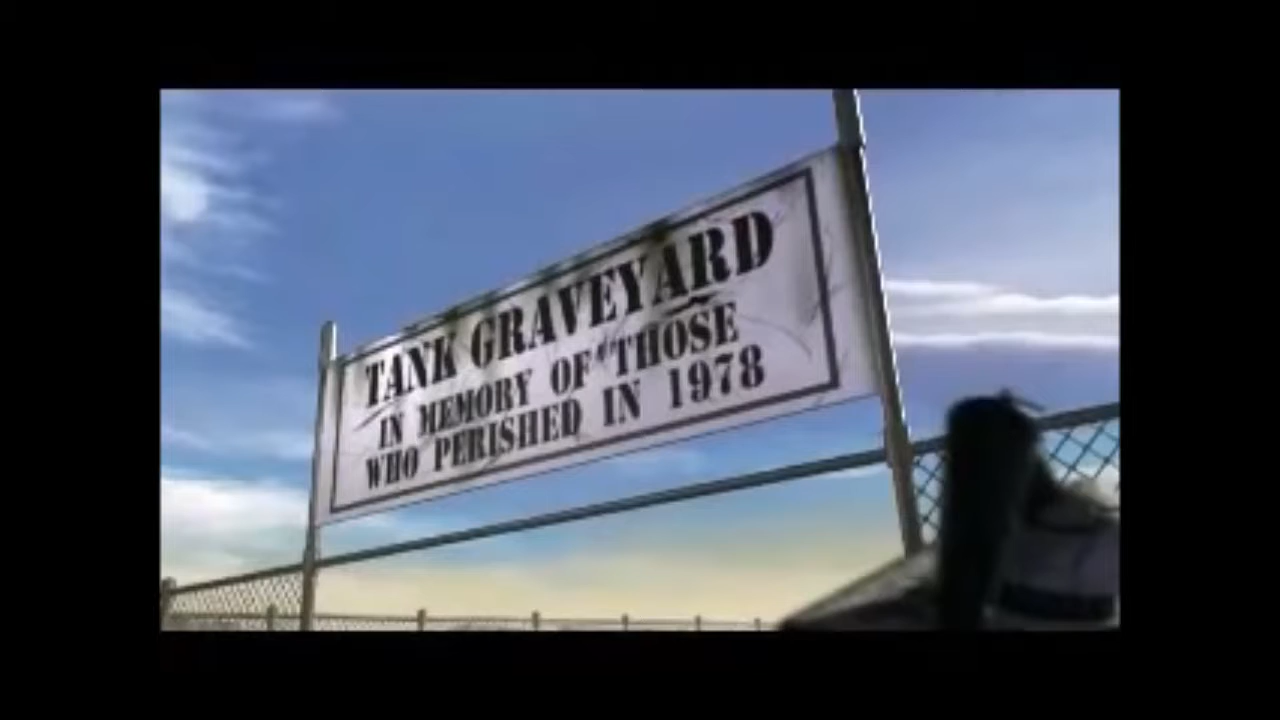 TANK GRAVEYARD
IN MEMORY OF THOSE
WHO PERISHED IN 1978